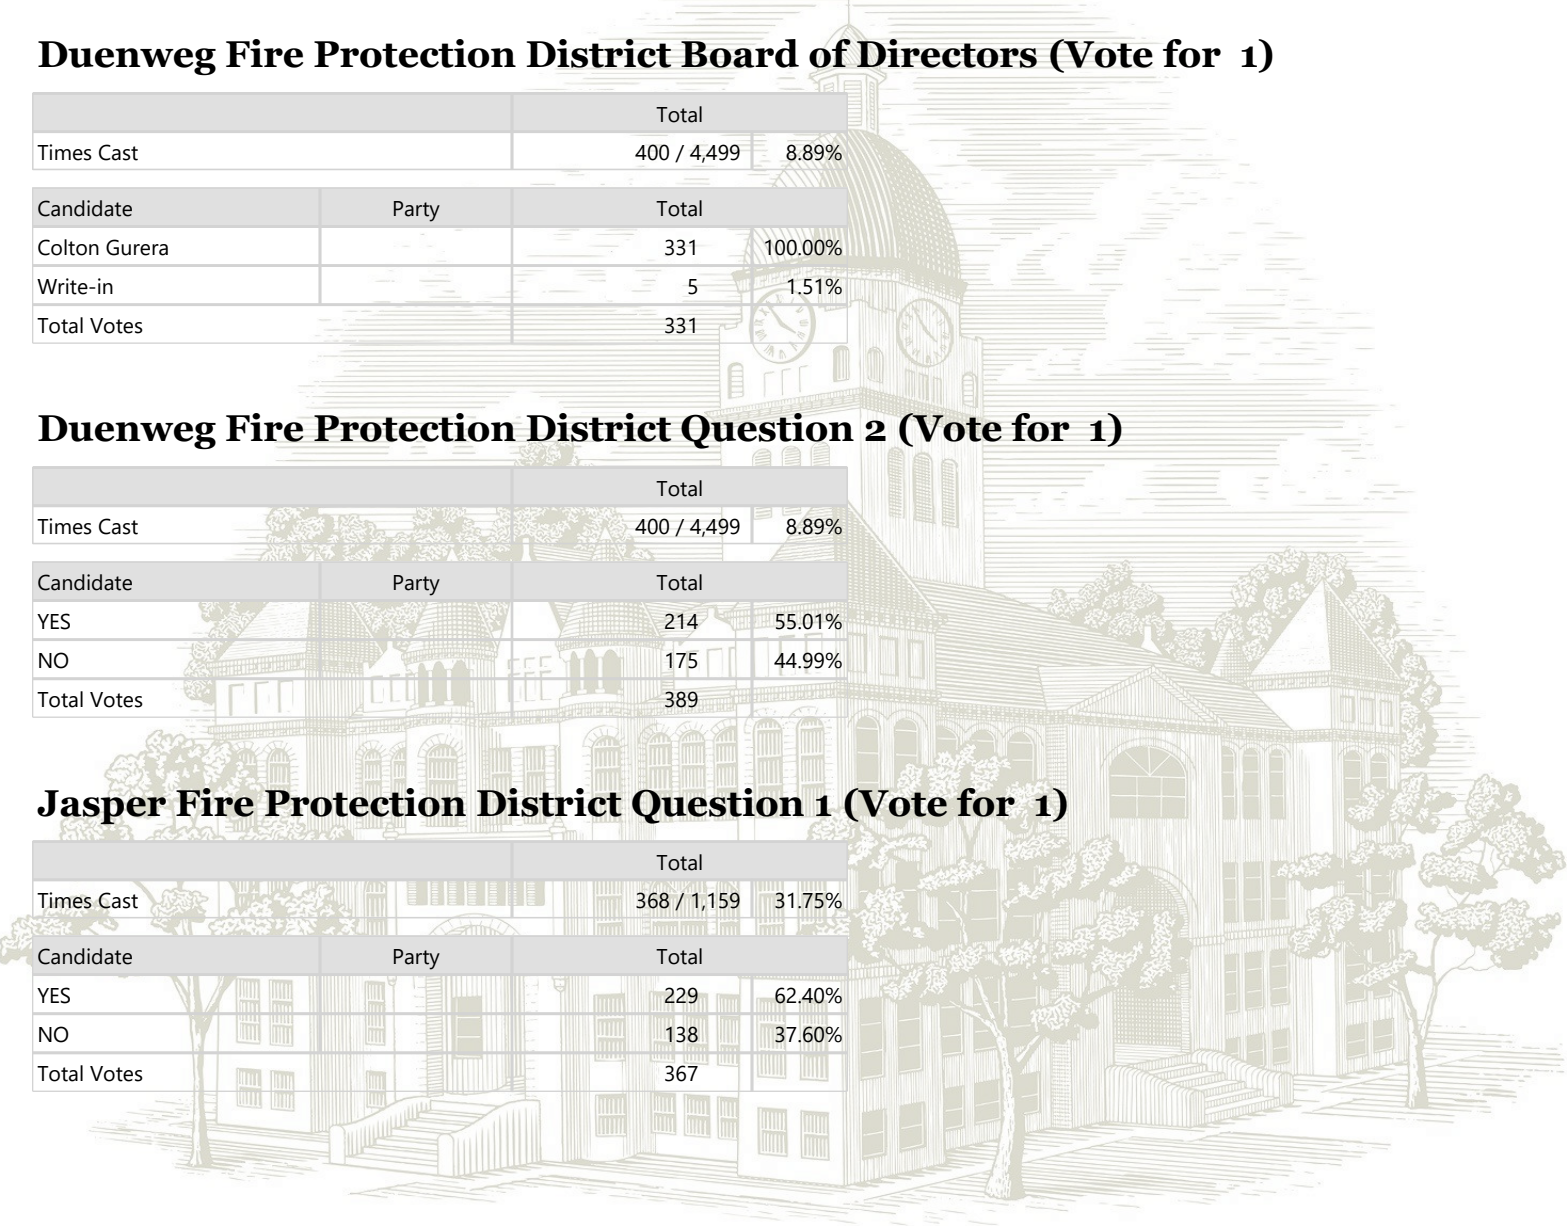 Duenweg Fire Protection District Board of Directors (Vote for  1)
Total
Times Cast 400 / 4,499 8.89%
Candidate Party Total
Colton Gurera 331 100.00%
Write-in 5 1.51%
Total Votes 331
Duenweg Fire Protection District Question 2 (Vote for  1)
Total
Times Cast 400 / 4,499 8.89%
Candidate Party Total
YES 214 55.01%
NO 175 44.99%
Total Votes 389
Jasper Fire Protection District Question 1 (Vote for  1)
Total
Times Cast 368 / 1,159 31.75%
Candidate Party Total
YES 229 62.40%
NO 138 37.60%
Total Votes 367